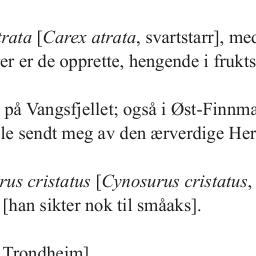 trata [Carex atrata, svartstarr], med
er er de opprette, hengende i frukts
på Vangsfjellet; også i Øst-Finnma
le sendt meg av den ærverdige Her
rus cristatus [Cynosurus cristatus,
[han sikter nok til småaks].
Trondheim]